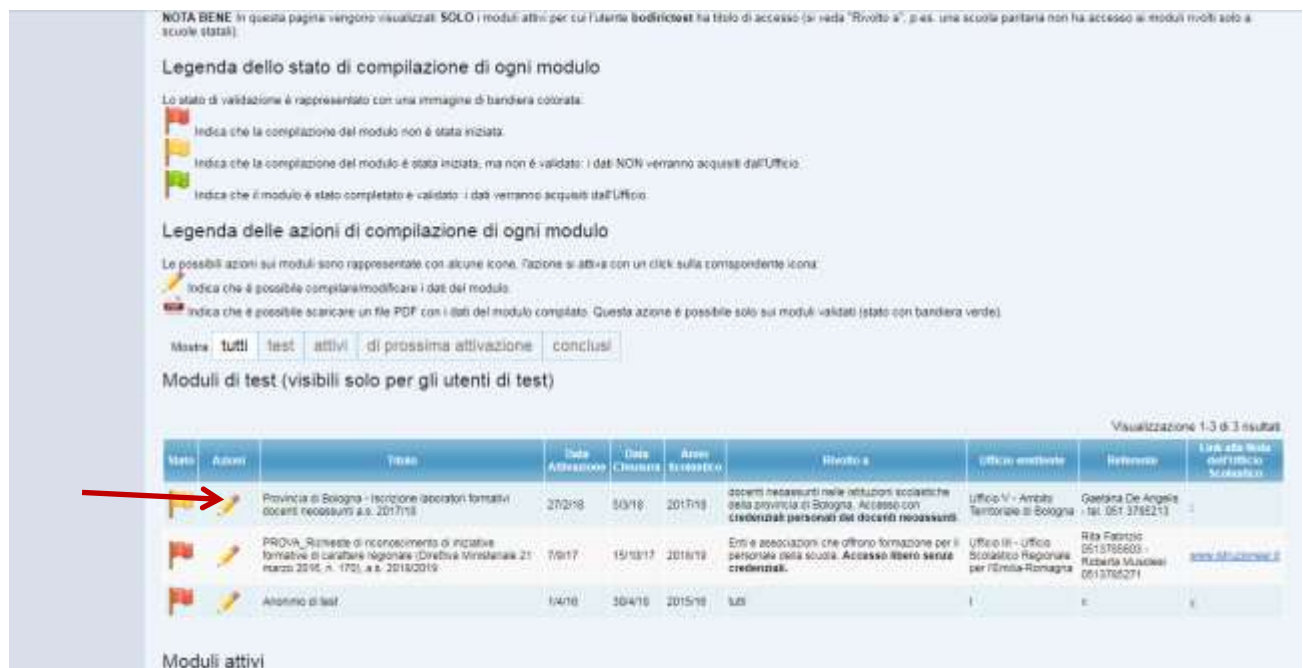 NOTA BENE In questa pagina vengono visualizzati SOLO i moduli attivi per cui l'utente bodirictest ha titolo di accesso (si veda "Rivolto a", p.es. una scuola paritaria non ha accesso ai moduli rivolti solo a
scuole statali).
Legenda dello stato di compilazione di ogni modulo
Lo stato di validazione è rappresentato con una immagine di bandiera colorata.
Indica che la compilazione del modulo non è stata iniziata.
Indica che la compilazione del modulo è stata iniziata, ma non è validato: i dati NON verranno acquisiti dall'Ufficio.
Indica che il modulo è stato completato e validato: i dati verranno acquisiti dall'Ufficio.
Legenda delle azioni di compilazione di ogni modulo
Le possibili azioni sui moduli sono rappresentate con alcune icone, l'azione si attiva con un click sulla corrispondente icona:
Indica che è possibile compilare/modificare i dati del modulo.
Indica che è possibile scaricare un file PDF con i dati del modulo compilato. Questa azione è possibile solo sui moduli validati (stato con bandiera verde).
Mostra tutti test attivi di prossima attivazione conclusi
Moduli di test (visibili solo per gli utenti di test)
Visualizzazione 1-3 di 3 risultati
Stato Azioni Titolo Data Attivazione Data Chiusura Anno Scolastico Rivolto a Ufficio emittente Referente Link alla Nota dell'Ufficio Scolastico
Provincia di Bologna - Iscrizione laboratori formativi
docenti neoassunti a.s. 2017/18
27/2/18 5/3/18 2017/18
docenti neoassunti nelle istituzioni scolastiche
della provincia di Bologna. Accesso con
credenziali personali dei docenti neoassunti.
Ufficio V - Ambito
Territoriale di Bologna
Gaetana De Angelis
- tel. 051 3785213
PROVA_Richieste di riconoscimento di iniziative
formative di carattere regionale (Direttiva Ministeriale 21
marzo 2016, n. 170), a.s. 2018/2019
7/9/17 15/10/17 2018/19
Enti e associazioni che offrono formazione per il
personale della scuola. Accesso libero senza
credenziali.
Ufficio III - Ufficio
Scolastico Regionale
per l'Emilia-Romagna
Rita Fabrizio
0513785603 -
Roberta Musolesi
0513785271
Anonimo di test
1/4/16 30/4/16 2015/16
tutti
Moduli attivi